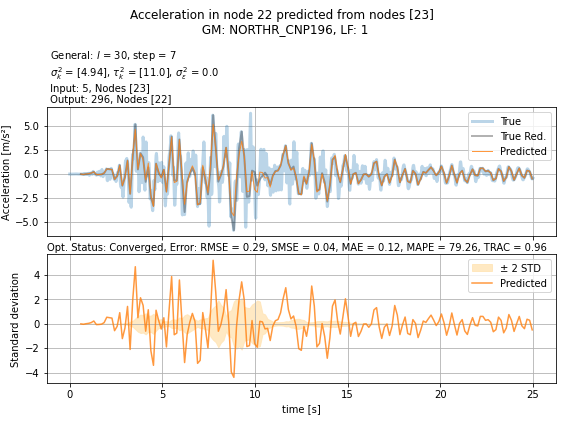 Acceleration in node 22 predicted from nodes [23]
GM: NORTHR_CNP196, LF: 1
General: l = 30, step = 7
σ²ₖ = [4.94], τ²ₖ = [11.0], σ²ε = 0.0
Input: 5, Nodes [23]
Output: 296, Nodes [22]
Acceleration [m/s²]
5.0
2.5
0.0
−2.5
−5.0
True
True Red.
Predicted
Opt. Status: Converged, Error: RMSE = 0.29, SMSE = 0.04, MAE = 0.12, MAPE = 79.26, TRAC = 0.96
Standard deviation
4
2
0
−2
−4
± 2 STD
Predicted
0 5 10 15 20 25
time [s]